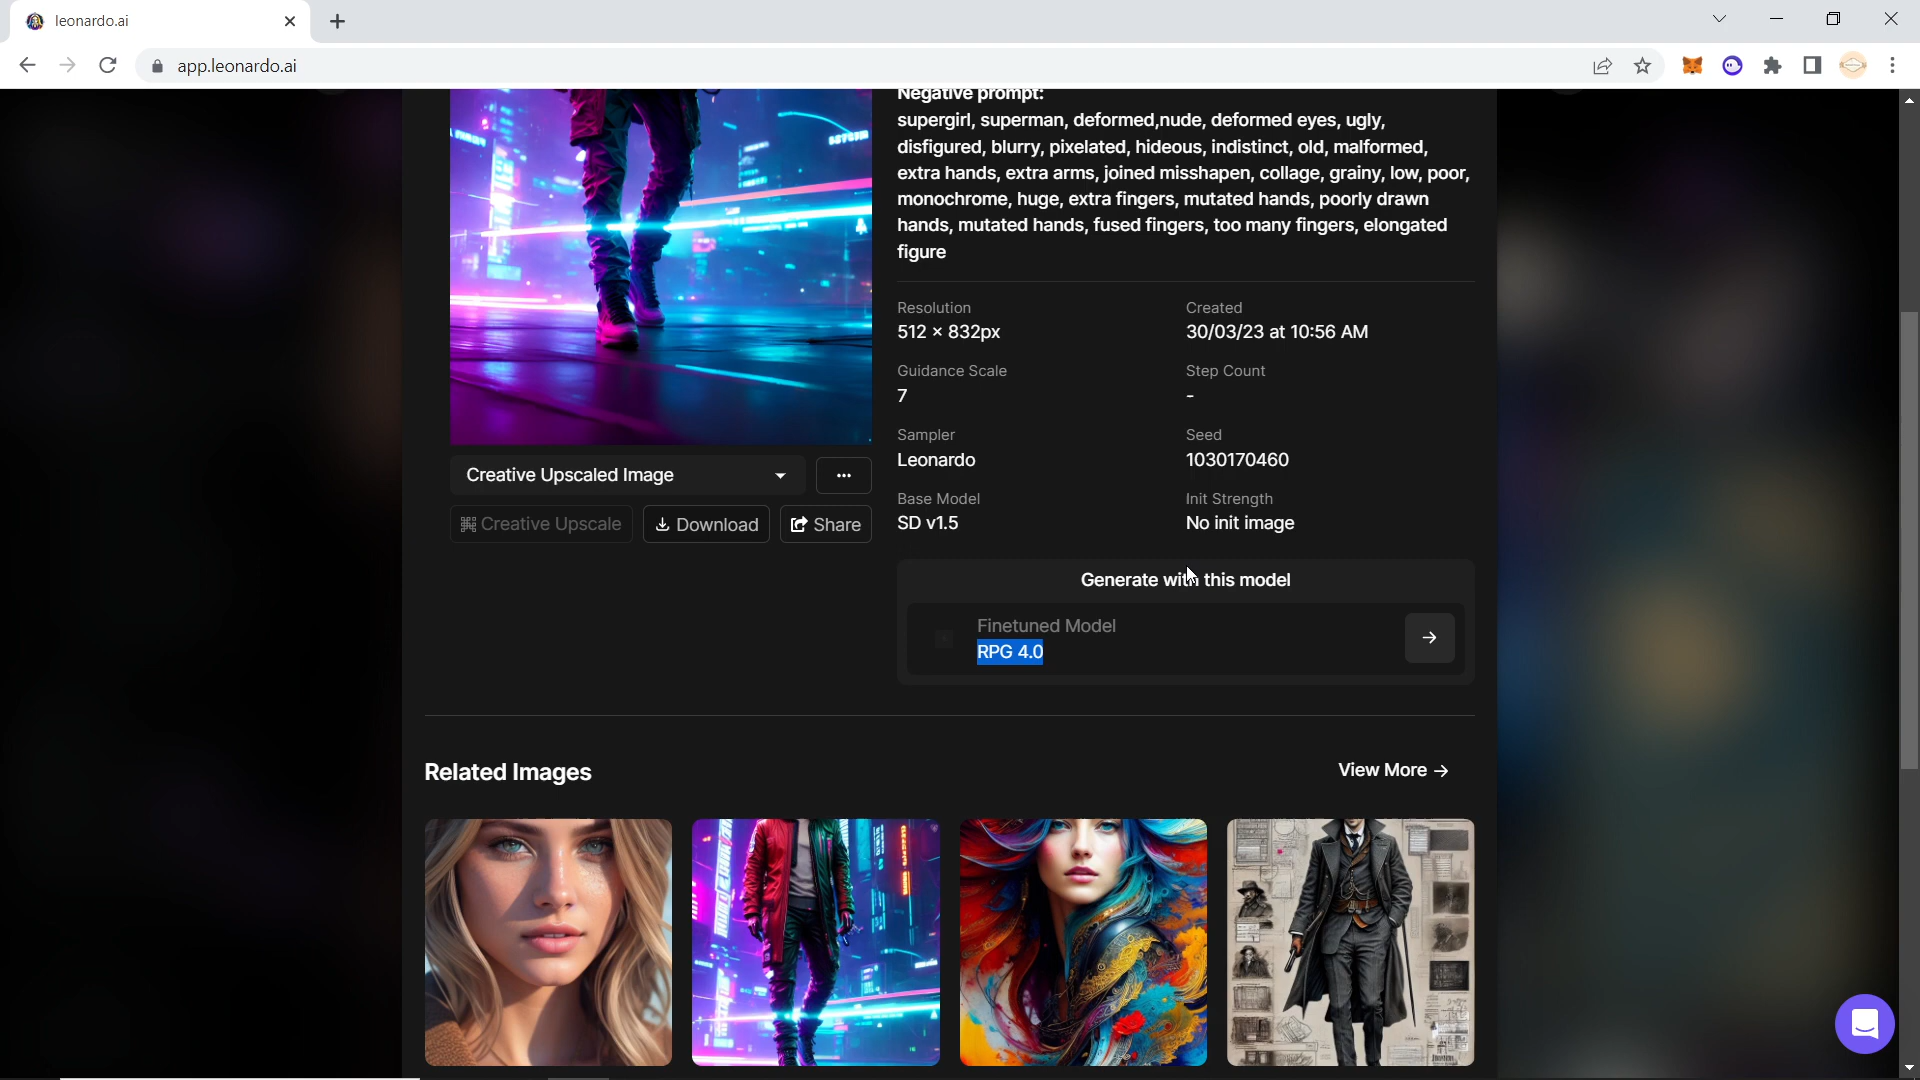 leonardo.ai
app.leonardo.ai
Negative prompt:
supergirl, superman, deformed,nude, deformed eyes, ugly,
disfigured, blurry, pixelated, hideous, indistinct, old, malformed,
extra hands, extra arms, joined misshapen, collage, grainy, low, poor,
monochrome, huge, extra fingers, mutated hands, poorly drawn
hands, mutated hands, fused fingers, too many fingers, elongated
figure
Resolution
512 × 832px
Created
30/03/23 at 10:56 AM
Guidance Scale
7
Step Count
-
Sampler
Leonardo
Seed
1030170460
Base Model
SD v1.5
Init Strength
No init image
Creative Upscaled Image
Creative Upscale
Download
Share
Generate with this model
Finetuned Model
RPG 4.0
Related Images
View More →